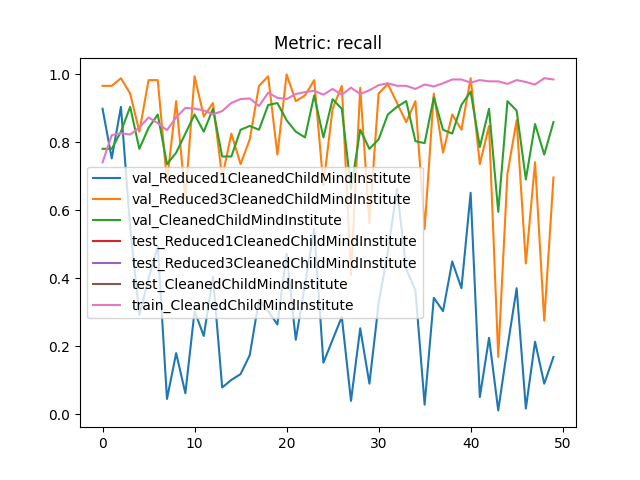 Metric: recall
1.0
0.8
0.6
0.4
0.2
0.0
val_Reduced1CleanedChildMindInstitute
val_Reduced3CleanedChildMindInstitute
val_CleanedChildMindInstitute
test_Reduced1CleanedChildMindInstitute
test_Reduced3CleanedChildMindInstitute
test_CleanedChildMindInstitute
train_CleanedChildMindInstitute
0 10 20 30 40 50